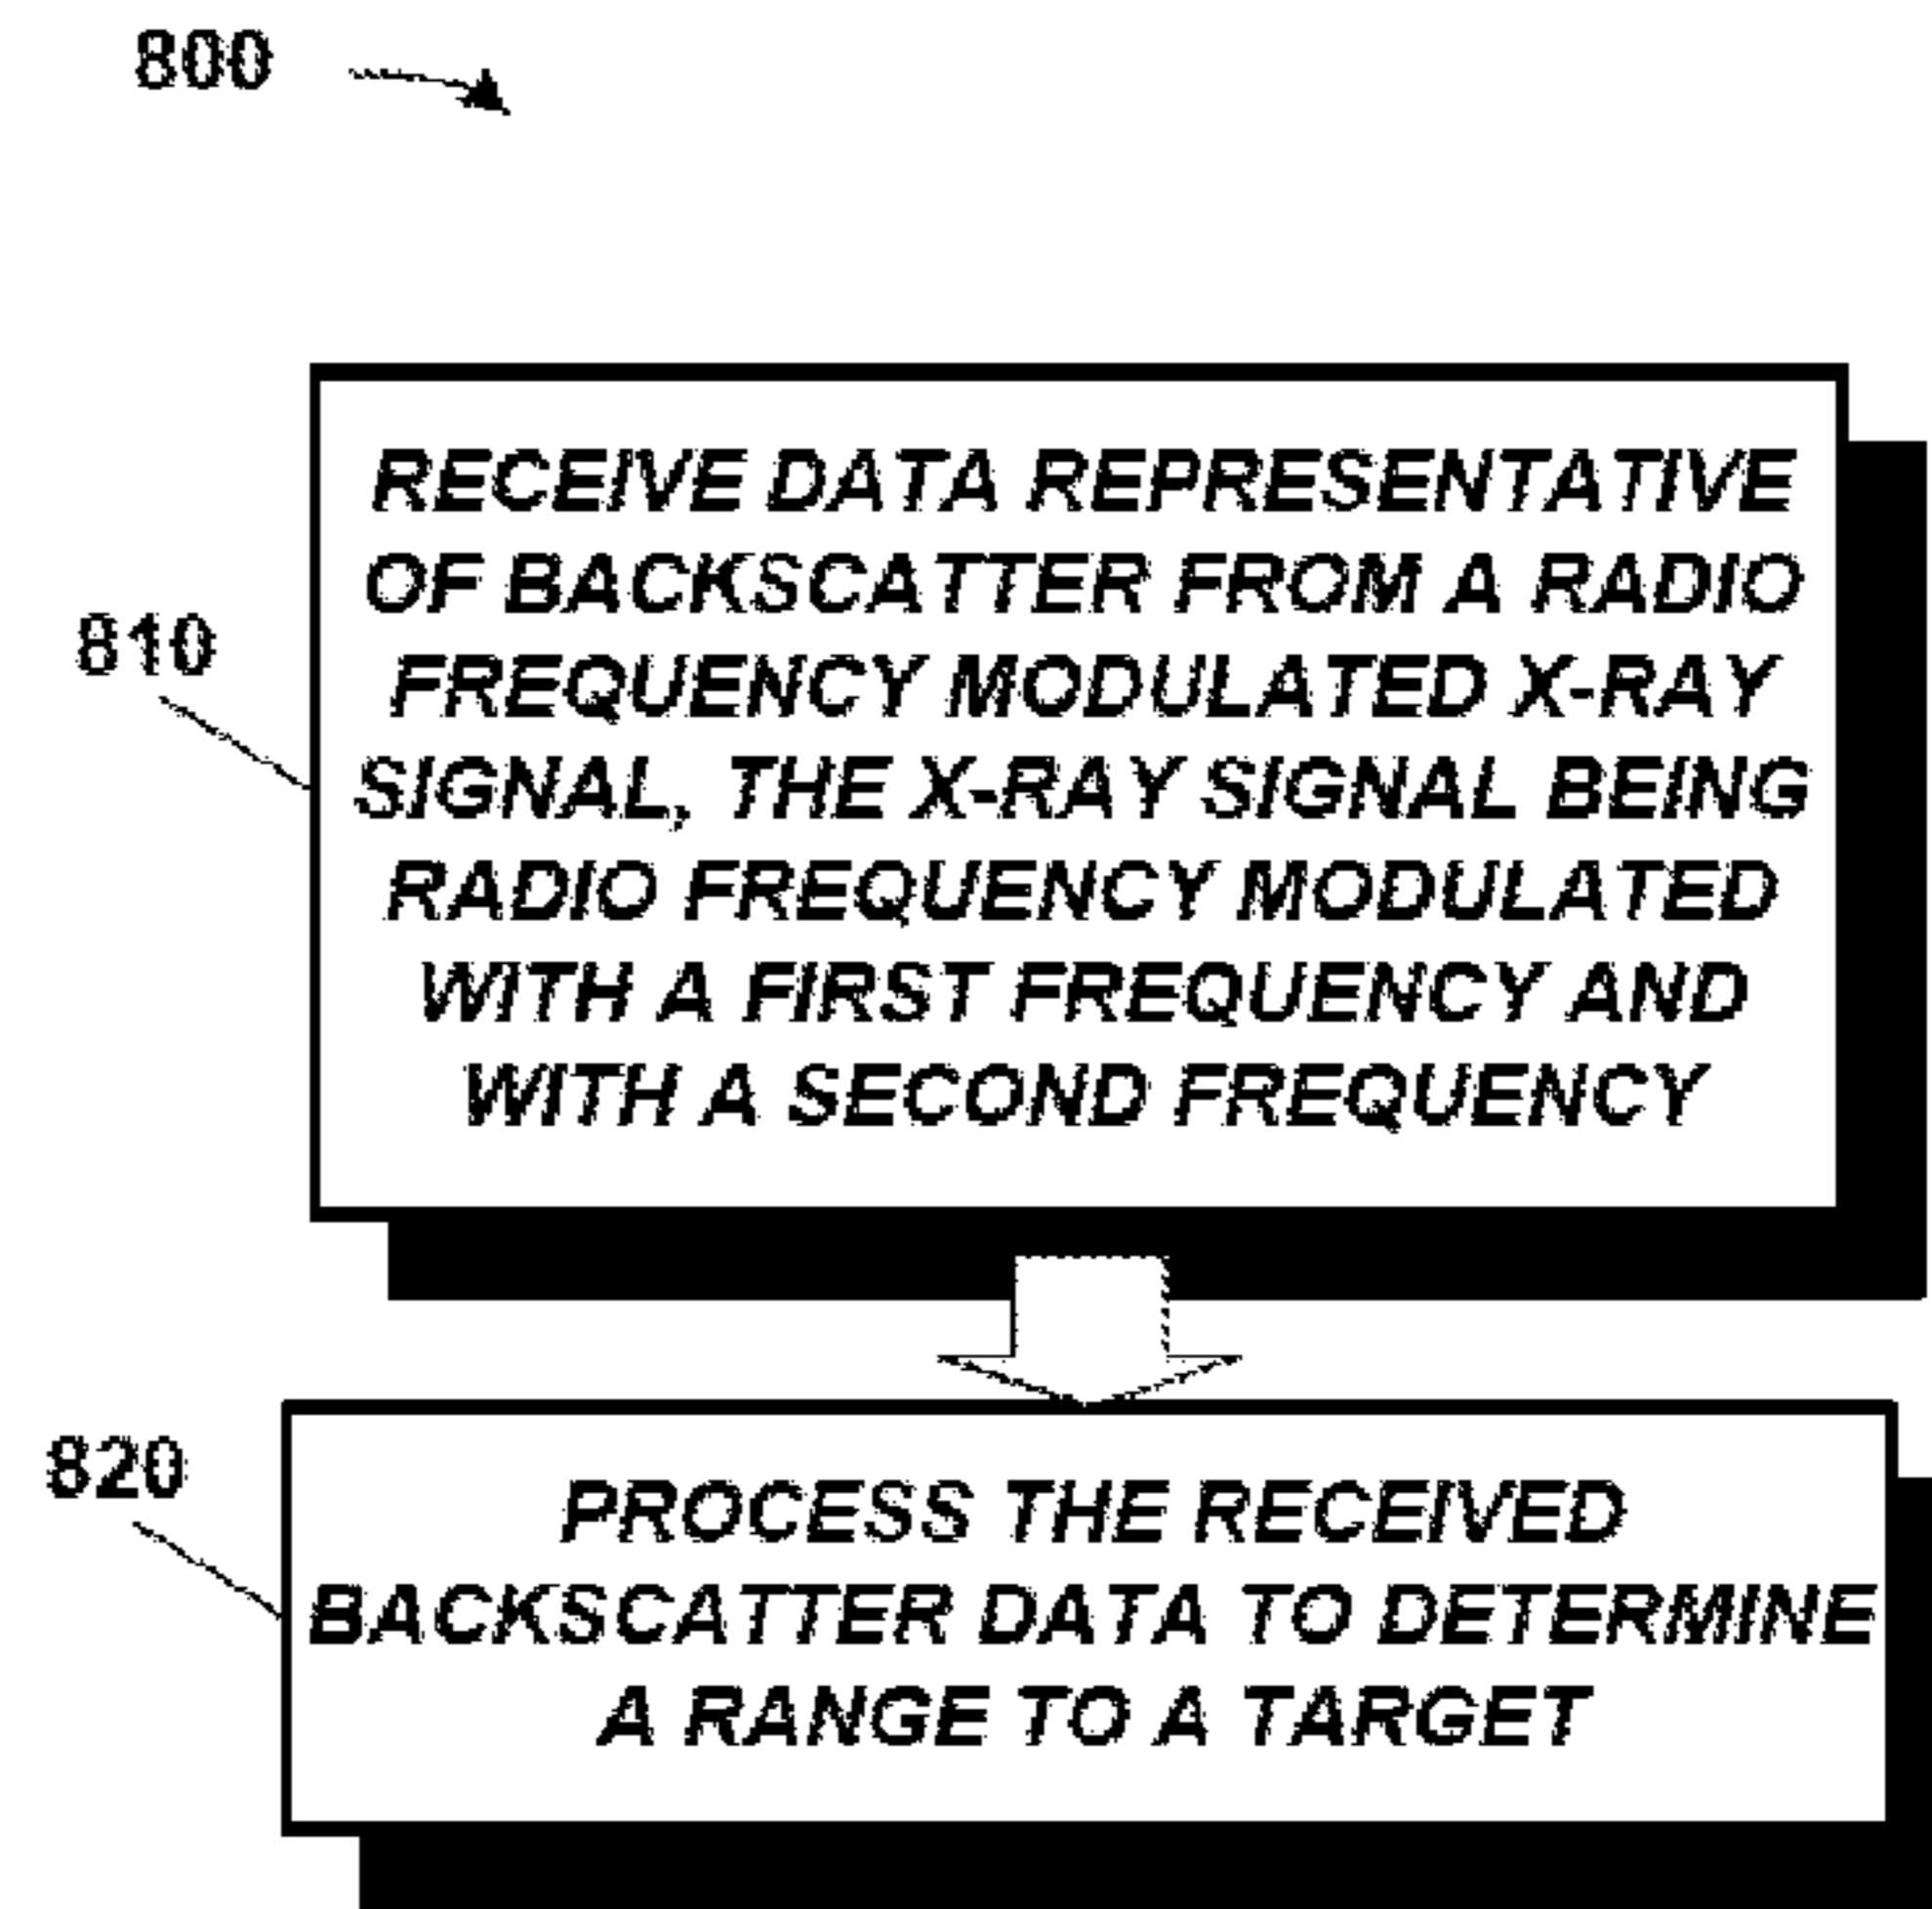 800
RECEIVE DATA REPRESENTATIVE
OF BACKSCATTER FROM A RADIO
FREQUENCY MODULATED X-RAY
SIGNAL, THE X-RAY SIGNAL BEING
RADIO FREQUENCY MODULATED
WITH A FIRST FREQUENCY AND
WITH A SECOND FREQUENCY
810
820
PROCESS THE RECEIVED
BACKSCATTER DATA TO DETERMINE
A RANGE TO A TARGET